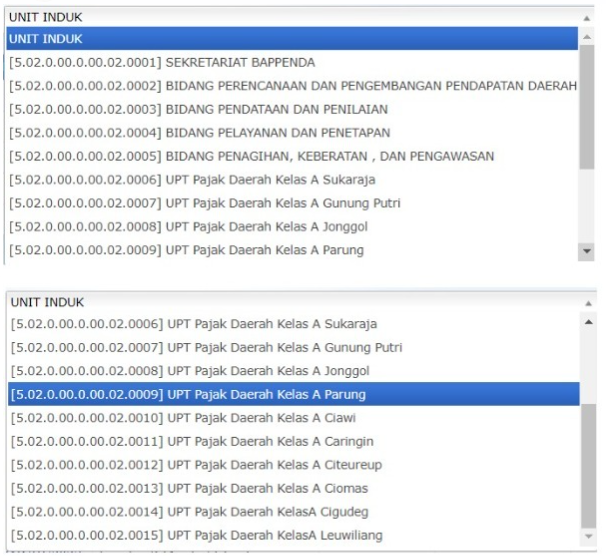 UNIT INDUK
UNIT INDUK
[5.02.0.00.0.00.02.0001] SEKRETARIAT BAPPENDA
[5.02.0.00.0.00.02.0002] BIDANG PERENCANAAN DAN PENGEMBANGAN PENDAPATAN DAERAH
[5.02.0.00.0.00.02.0003] BIDANG PENDATAAN DAN PENILAIAN
[5.02.0.00.0.00.02.0004] BIDANG PELAYANAN DAN PENETAPAN
[5.02.0.00.0.00.02.0005] BIDANG PENAGIHAN, KEBERATAN , DAN PENGAWASAN
[5.02.0.00.0.00.02.0006] UPT Pajak Daerah Kelas A Sukaraja
[5.02.0.00.0.00.02.0007] UPT Pajak Daerah Kelas A Gunung Putri
[5.02.0.00.0.00.02.0008] UPT Pajak Daerah Kelas A Jonggol
[5.02.0.00.0.00.02.0009] UPT Pajak Daerah Kelas A Parung
UNIT INDUK
[5.02.0.00.0.00.02.0006] UPT Pajak Daerah Kelas A Sukaraja
[5.02.0.00.0.00.02.0007] UPT Pajak Daerah Kelas A Gunung Putri
[5.02.0.00.0.00.02.0008] UPT Pajak Daerah Kelas A Jonggol
[5.02.0.00.0.00.02.0009] UPT Pajak Daerah Kelas A Parung
[5.02.0.00.0.00.02.0010] UPT Pajak Daerah Kelas A Ciawi
[5.02.0.00.0.00.02.0011] UPT Pajak Daerah Kelas A Caringin
[5.02.0.00.0.00.02.0012] UPT Pajak Daerah Kelas A Citeureup
[5.02.0.00.0.00.02.0013] UPT Pajak Daerah Kelas A Ciomas
[5.02.0.00.0.00.02.0014] UPT Pajak Daerah KelasA Cigudeg
[5.02.0.00.0.00.02.0015] UPT Pajak Daerah KelasA Leuwiliang